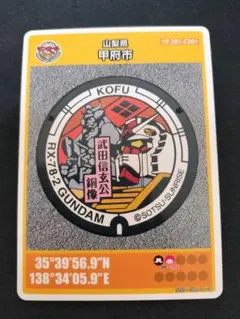 山梨県
甲府市
19-201-C001
KOFU
武田信玄公
銅像
RX-78-2 GUNDAM
©SOTSU・SUNRISE
35°39'56.9"N
138°34'05.9"E